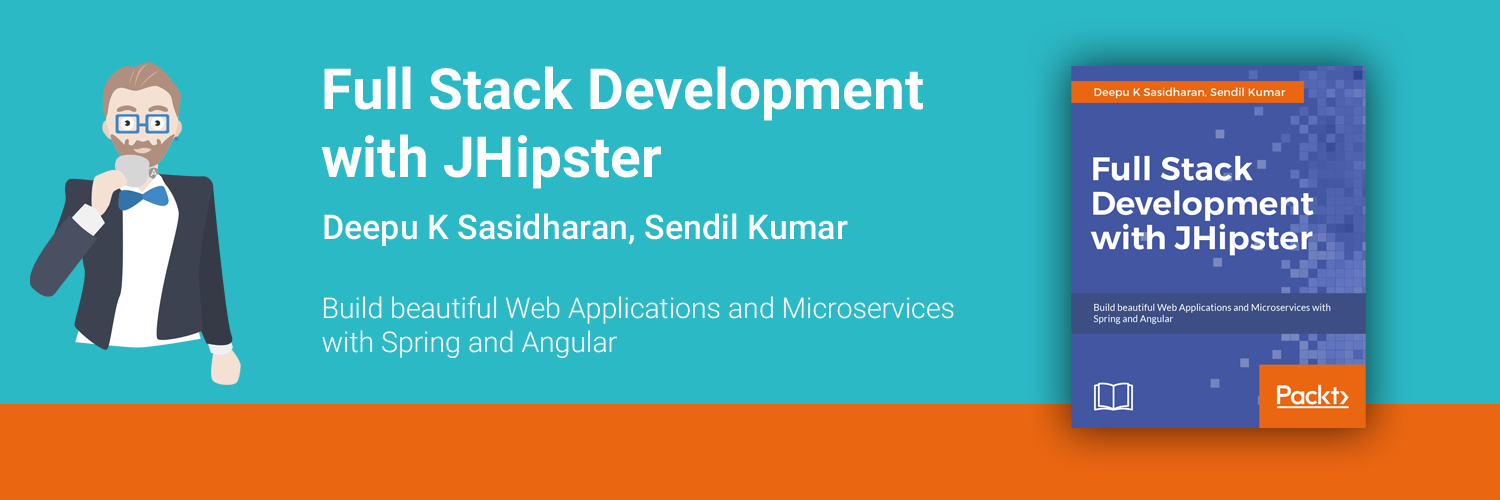 Full Stack Development
with JHipster
Deepu K Sasidharan, Sendil Kumar
Build beautiful Web Applications and Microservices
with Spring and Angular
Deepu K Sasidharan, Sendil Kumar
Full Stack
Development
with JHipster
Build beautiful Web Applications and Microservices with
Spring and Angular
Packt>